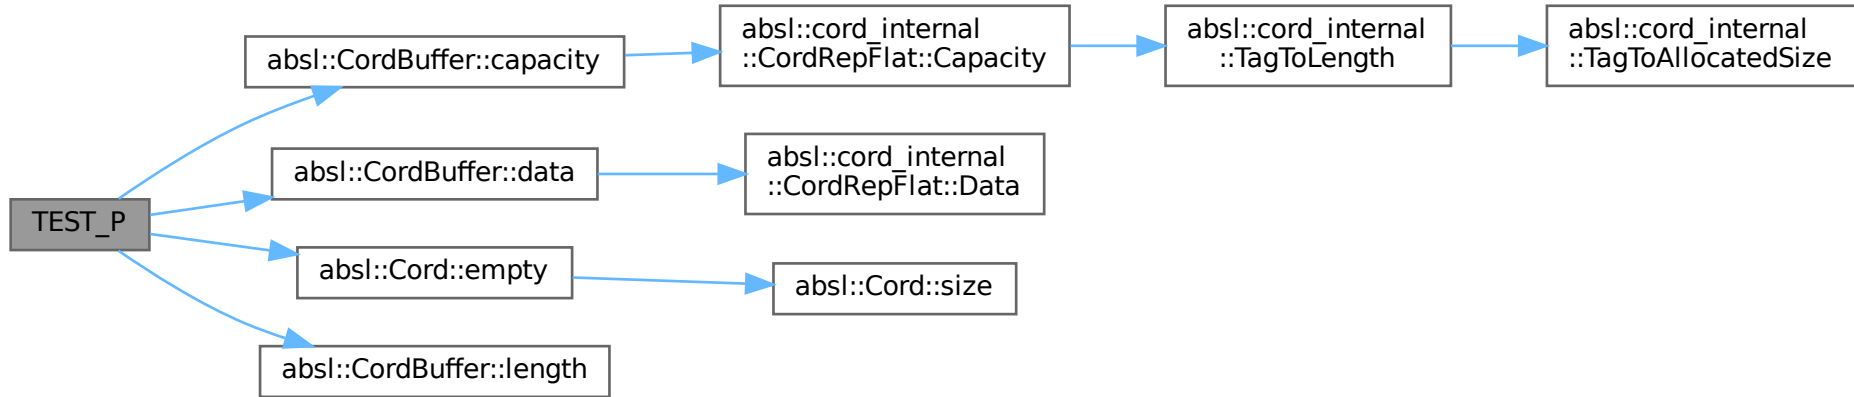 TEST_P
absl::CordBuffer::capacity
absl::cord_internal
::CordRepFlat::Capacity
absl::cord_internal
::TagToLength
absl::cord_internal
::TagToAllocatedSize
absl::CordBuffer::data
absl::cord_internal
::CordRepFlat::Data
absl::Cord::empty
absl::Cord::size
absl::CordBuffer::length